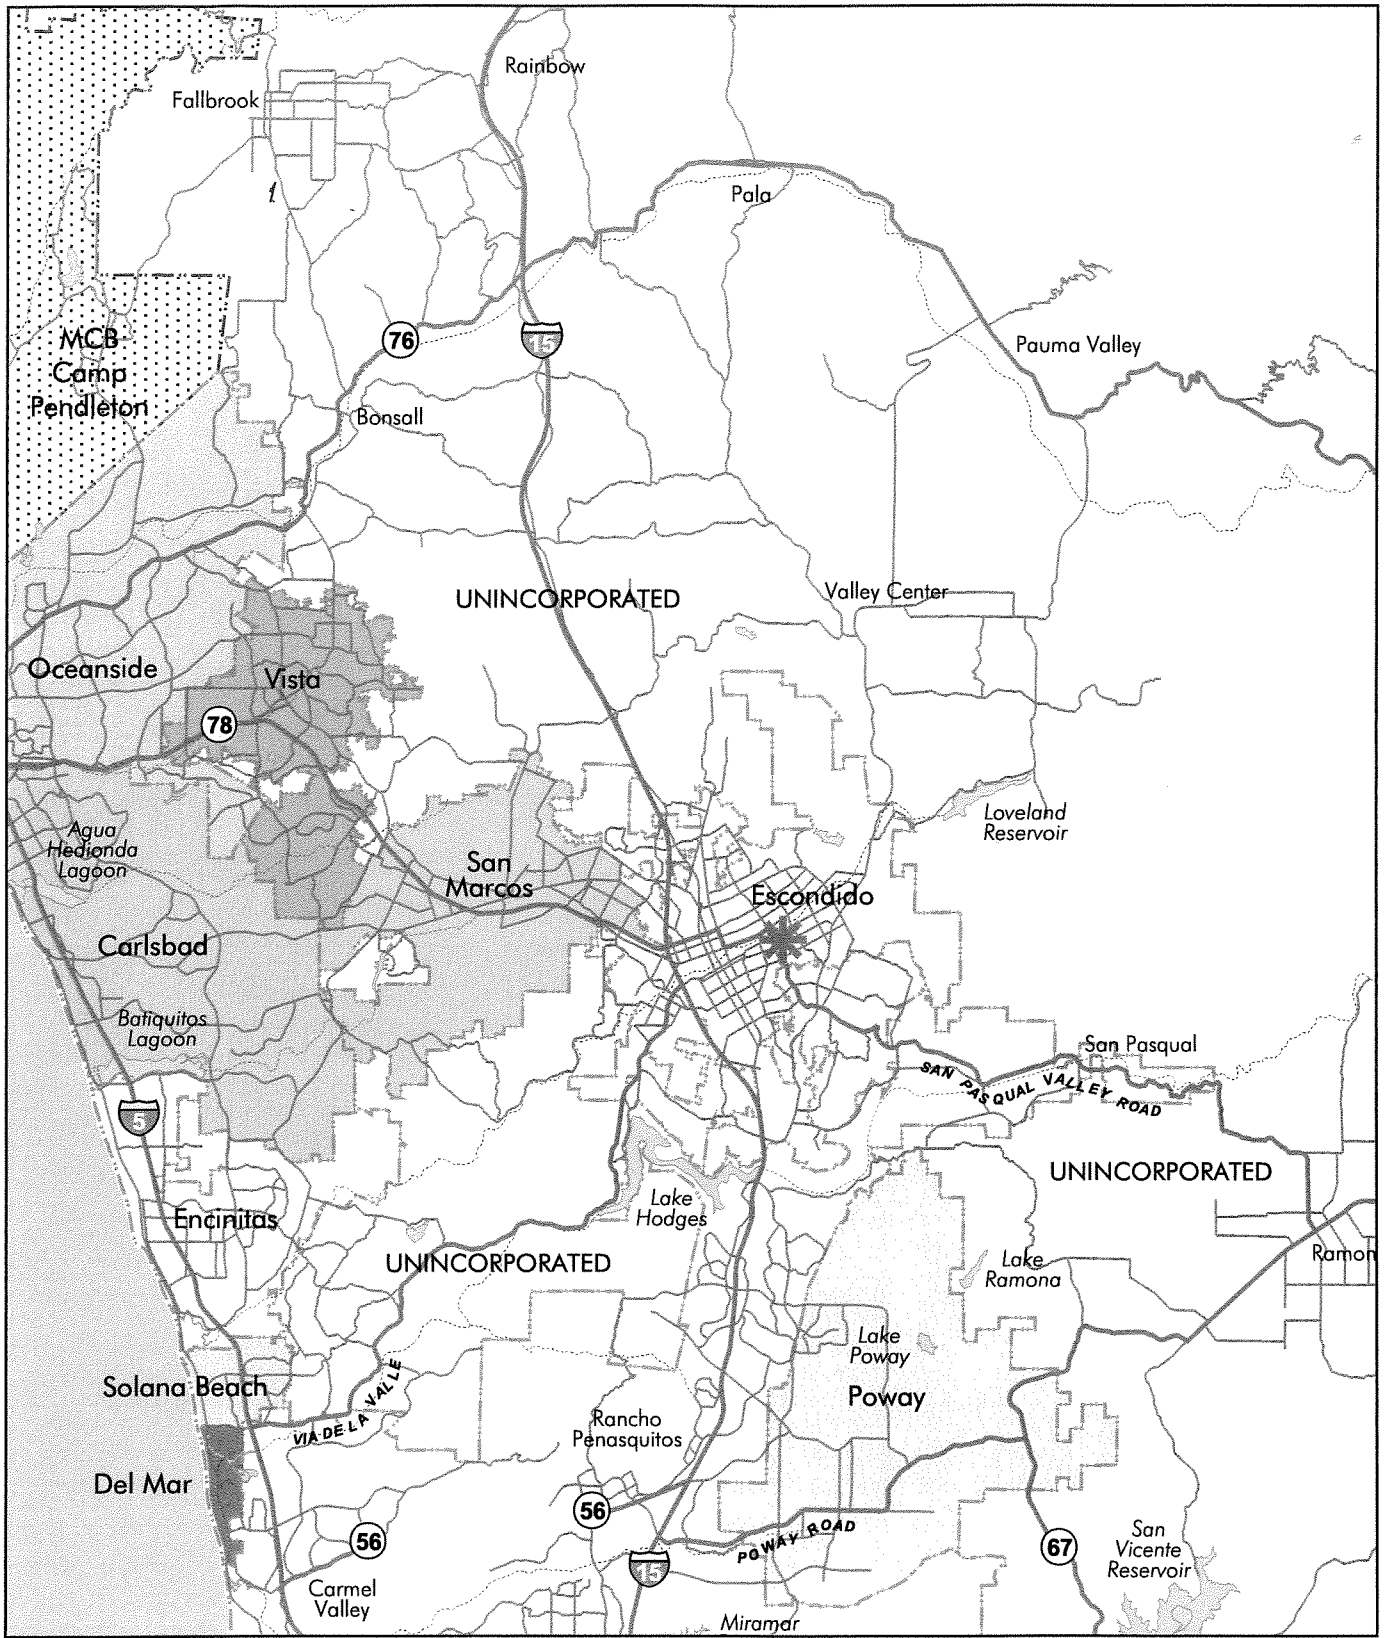 Rainbow
Fallbrook
Pala
MCB
Camp
Pendleton
76
15
Pauma Valley
Bonsall
UNINCORPORATED
Valley Center
Oceanside
Vista
78
Agua
Hedionda
Lagoon
San
Marcos
Loveland
Reservoir
Escondido
Carlsbad
Batiquitos
Lagoon
San Pasqual
SAN PASQUAL VALLEY ROAD
5
UNINCORPORATED
Encinitas
Lake
Hodges
UNINCORPORATED
Lake
Ramona
Ramon
Lake
Poway
Solana Beach
VIA DE LA VALLE
Poway
Rancho
Penasquitos
Del Mar
56
56
POWAY ROAD
67
San
Vicente
Reservoir
15
Carmel
Valley
Miramar